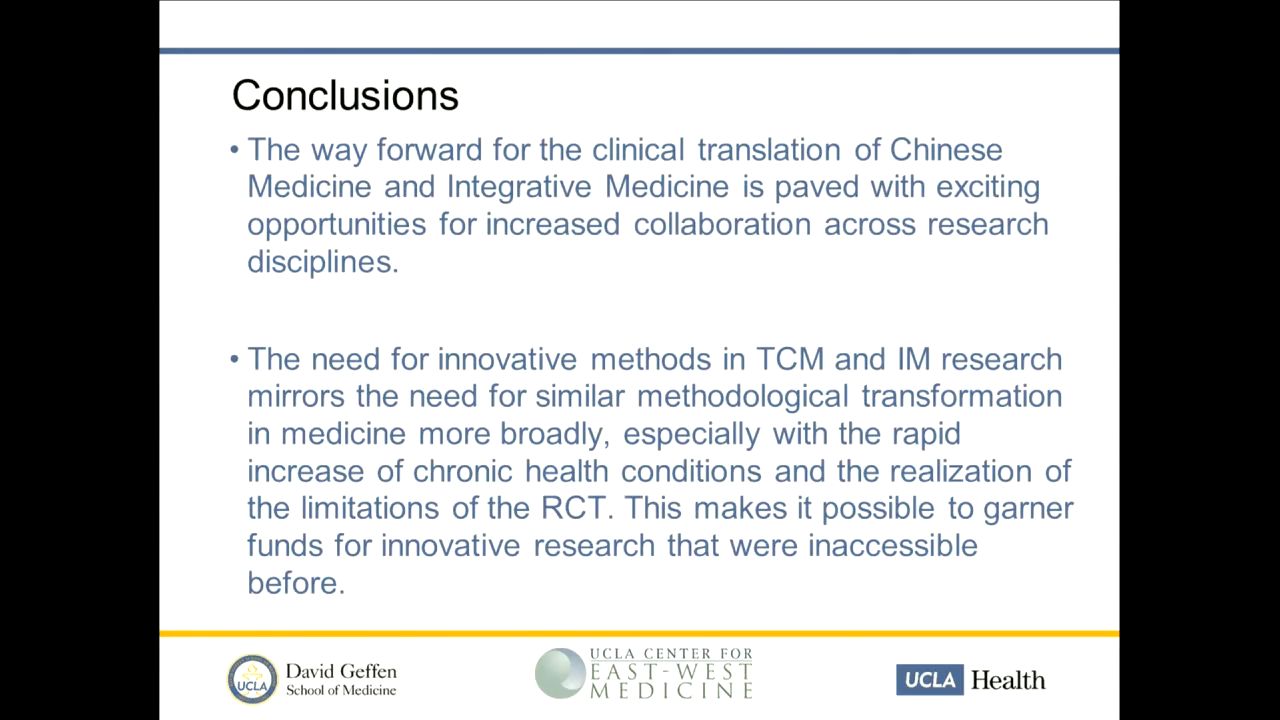 Conclusions
• The way forward for the clinical translation of Chinese
Medicine and Integrative Medicine is paved with exciting
opportunities for increased collaboration across research
disciplines.
• The need for innovative methods in TCM and IM research
mirrors the need for similar methodological transformation
in medicine more broadly, especially with the rapid
increase of chronic health conditions and the realization of
the limitations of the RCT. This makes it possible to garner
funds for innovative research that were inaccessible
before.
UCLA
David Geffen
School of Medicine
UCLA CENTER FOR
EAST-WEST
MEDICINE
UCLA Health